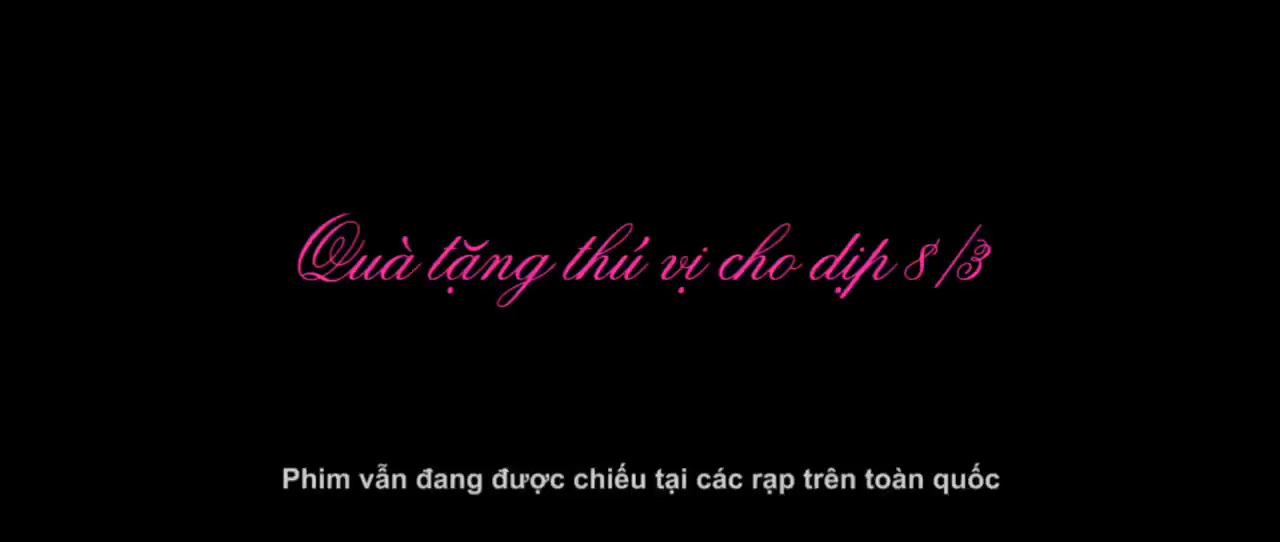 Quà tặng thú vị cho dịp 8/3
Phim vẫn đang được chiếu tại các rạp trên toàn quốc